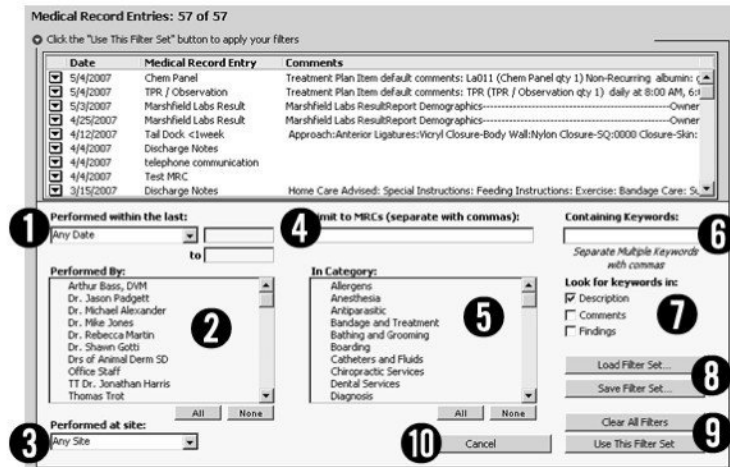 Medical Record Entries: 57 of 57
Click the "Use This Filter Set" button to apply your filters
Date Medical Record Entry Comments
5/4/2007 Chem Panel Treatment Plan Item default comments: La011 (Chem Panel qty 1) Non-Recurring albumin:
5/4/2007 TPR / Observation Treatment Plan Item default comments: TPR (TPR / Observation qty 1) daily at 8:00 AM,
5/3/2007 Marshfield Labs Result Marshfield Labs ResultReport Demographics-----Owner
4/25/2007 Marshfield Labs Result Marshfield Labs ResultReport Demographics-----Owner
4/12/2007 Tail Dock <1week Approach:Anterior Ligatures:Vicryl Closure-Body Wall:Nylon Closure-SQ:0000 Closure-Skin:
4/4/2007 Discharge Notes
4/4/2007 telephone communication
4/4/2007 Test MRC
3/15/2007 Discharge Notes Home Care Advised: Special Instructions: Feeding Instructions: Exercise: Bandage Care:
1 Performed within the last:
Any Date
to
4 imit to MRCs (separate with commas):
Containing Keywords:
6
Separate Multiple Keywords
with commas
Performed By:
Arthur Bass, DVM
Dr. Jason Padgett
Dr. Michael Alexander
Dr. Mike Jones
Dr. Rebecca Martin
Dr. Shawn Gotti
Drs of Animal Derm SD
Office Staff
TT Dr. Jonathan Harris
Thomas Trot
2
All None
In Category:
Allergens
Anesthesia
Antiparasitic
Bandage and Treatment
Bathing and Grooming
Boarding
Catheters and Fluids
Chiropractic Services
Dental Services
Diagnosis
5
All None
Look for keywords in:
Description
Comments
Findings
7
Load Filter Set...
8
Save Filter Set...
Performed at site:
3 Any Site
10 Cancel
Clear All Filters
9
Use This Filter Set